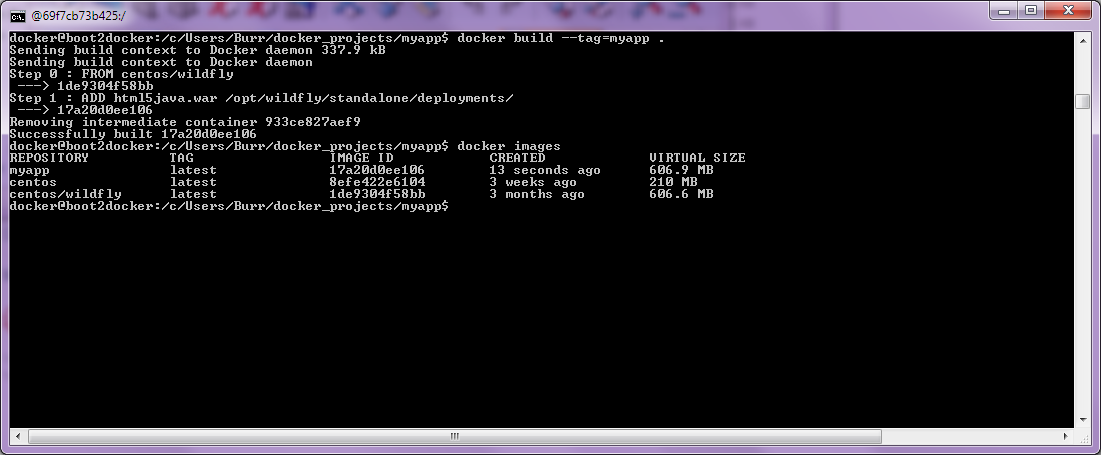 @69f7cb73b425:/
docker@boot2docker:/c/Users/Burr/docker_projects/myapp$ docker build --tag=myapp .
Sending build context to Docker daemon 337.9 kB
Sending build context to Docker daemon
Step 0 : FROM centos/wildfly
---> 1de9304f58bb
Step 1 : ADD html5java.war /opt/wildfly/standalone/deployments/
---> 17a20d0ee106
Removing intermediate container 933ce827aef9
Successfully built 17a20d0ee106
docker@boot2docker:/c/Users/Burr/docker_projects/myapp$ docker images
REPOSITORY TAG IMAGE ID CREATED VIRTUAL SIZE
myapp latest 17a20d0ee106 13 seconds ago 606.9 MB
centos latest 8efe422e6104 3 weeks ago 210 MB
centos/wildfly latest 1de9304f58bb 3 months ago 606.6 MB
docker@boot2docker:/c/Users/Burr/docker_projects/myapp$